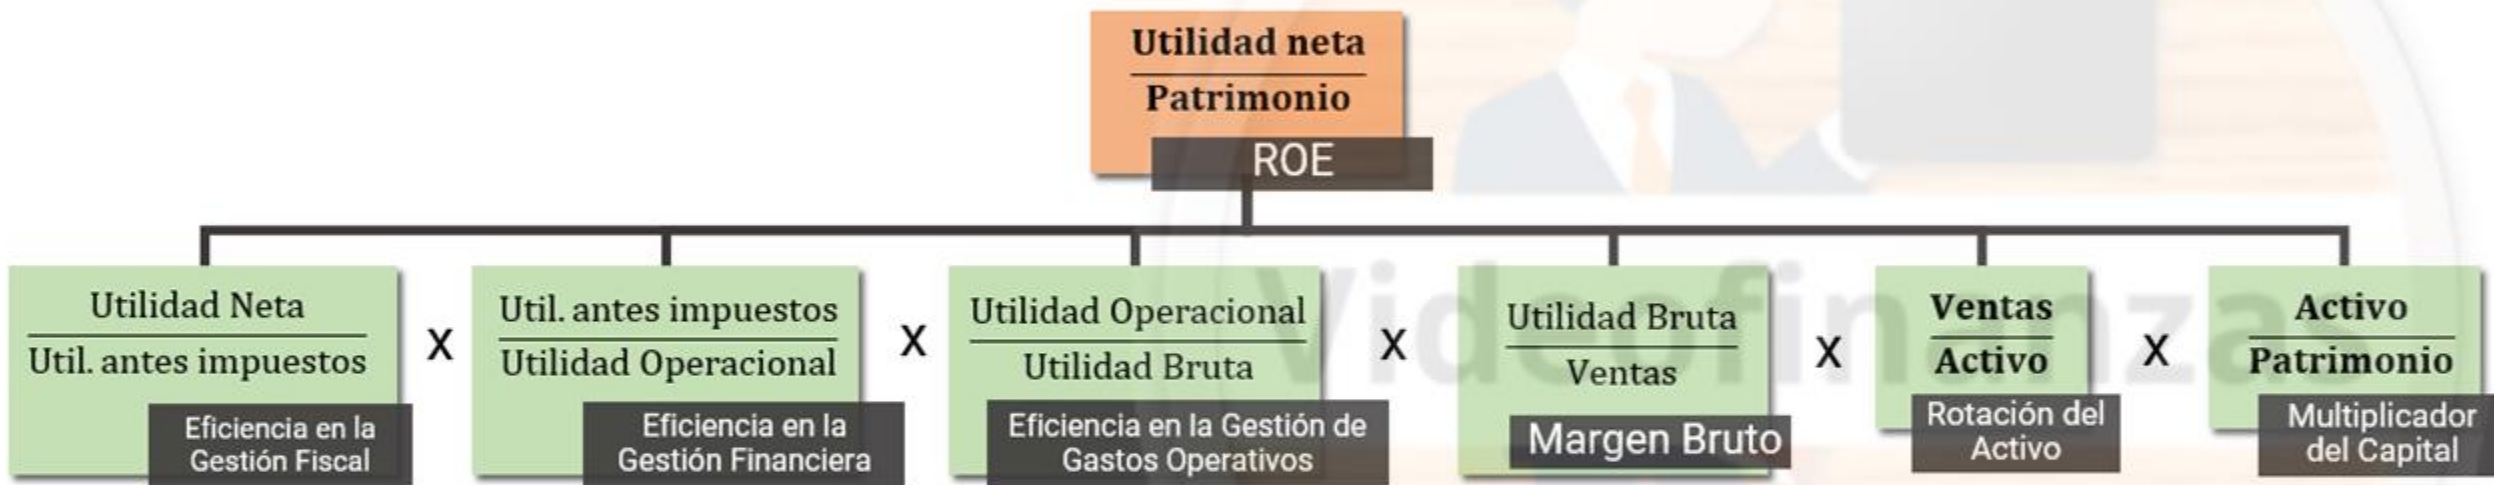 Utilidad neta
Patrimonio
ROE
Utilidad Neta
Util. antes impuestos
Eficiencia en la
Gestión Fiscal
x
Util. antes impuestos
Utilidad Operacional
Eficiencia en la
Gestión Financiera
x
Utilidad Operacional
Utilidad Bruta
Eficiencia en la Gestión de
Gastos Operativos
x
Utilidad Bruta
Ventas
Margen Bruto
x
Ventas
Activo
Rotación del
Activo
x
Activo
Patrimonio
Multiplicador
del Capital
Videofinanzas